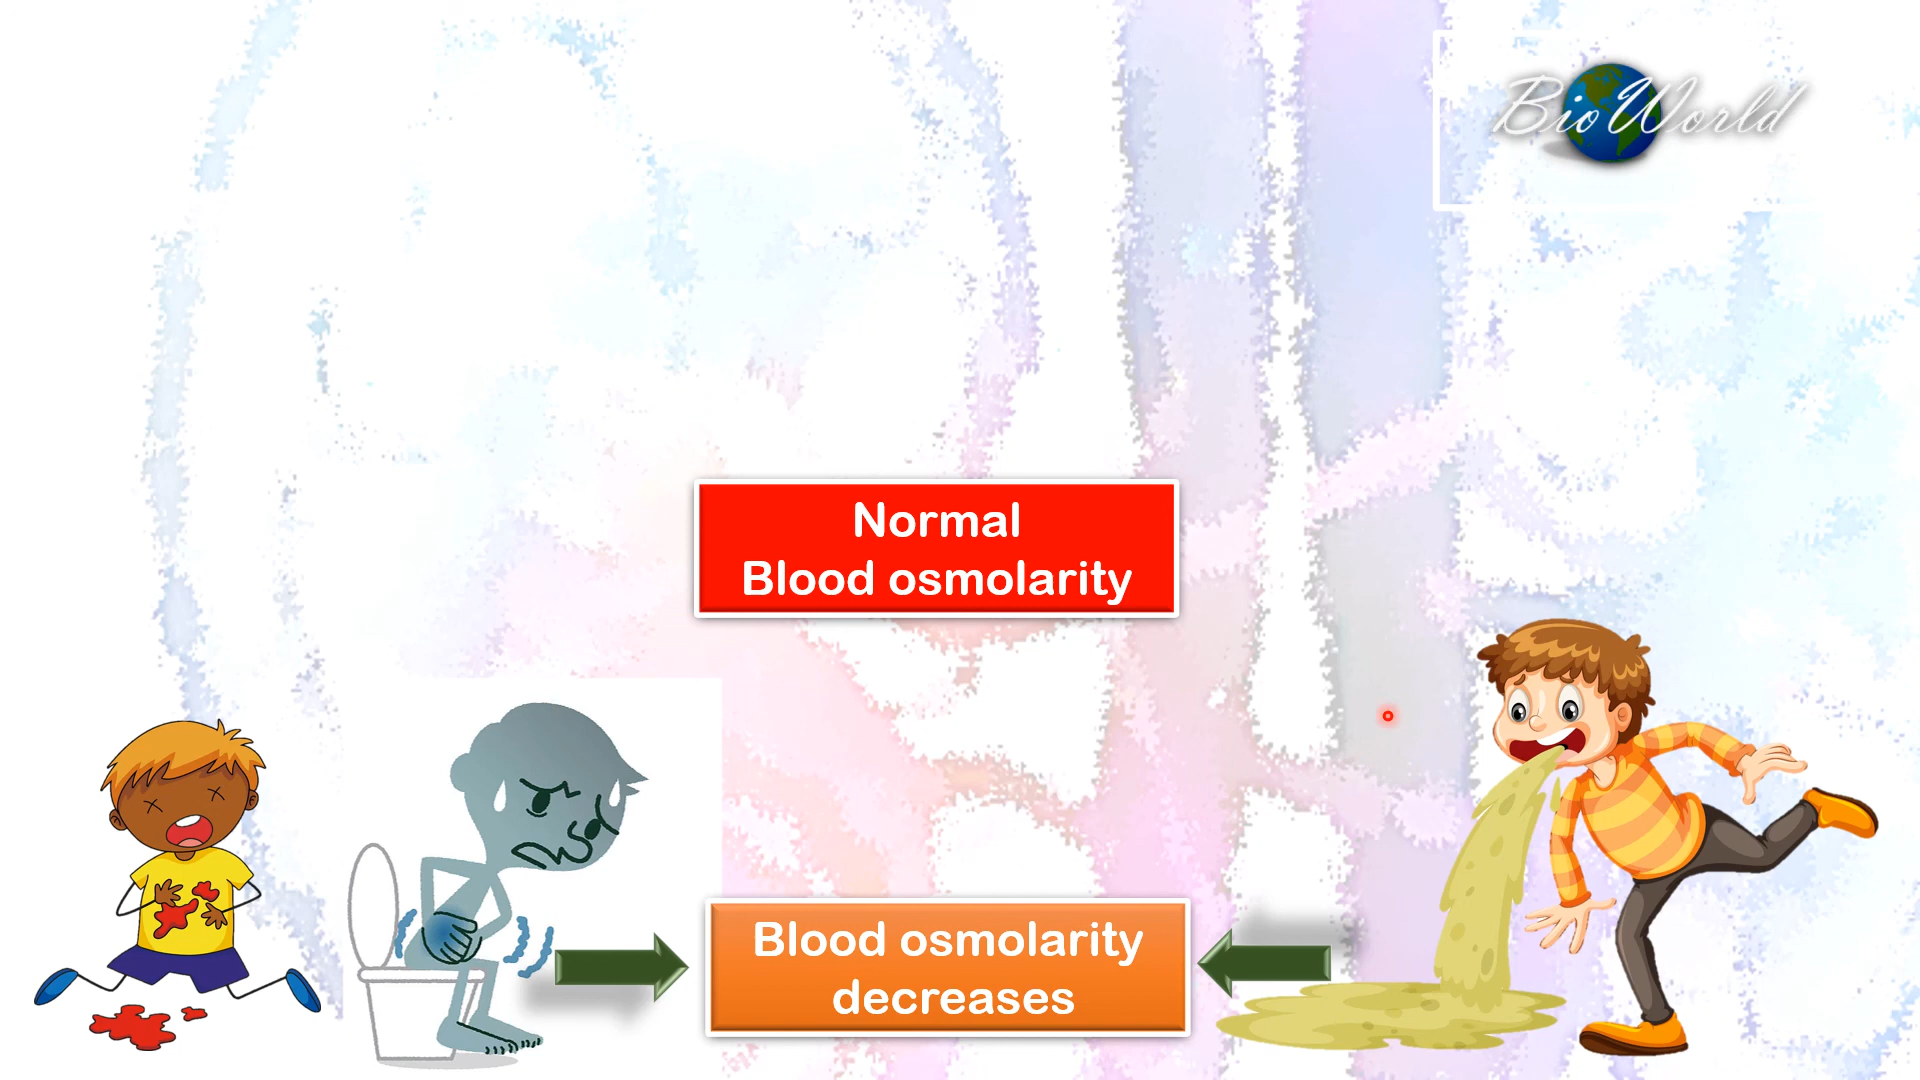 BioWorld
Normal
Blood osmolarity
Blood osmolarity
decreases